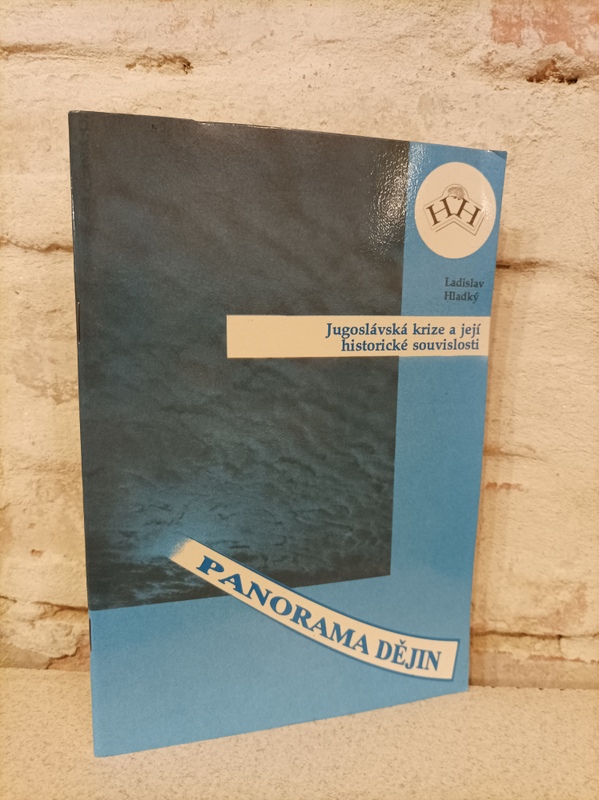 HH
Ladislav
Hladký
Jugoslávská krize a její
historické souvislosti
PANORAMA DĚJIN